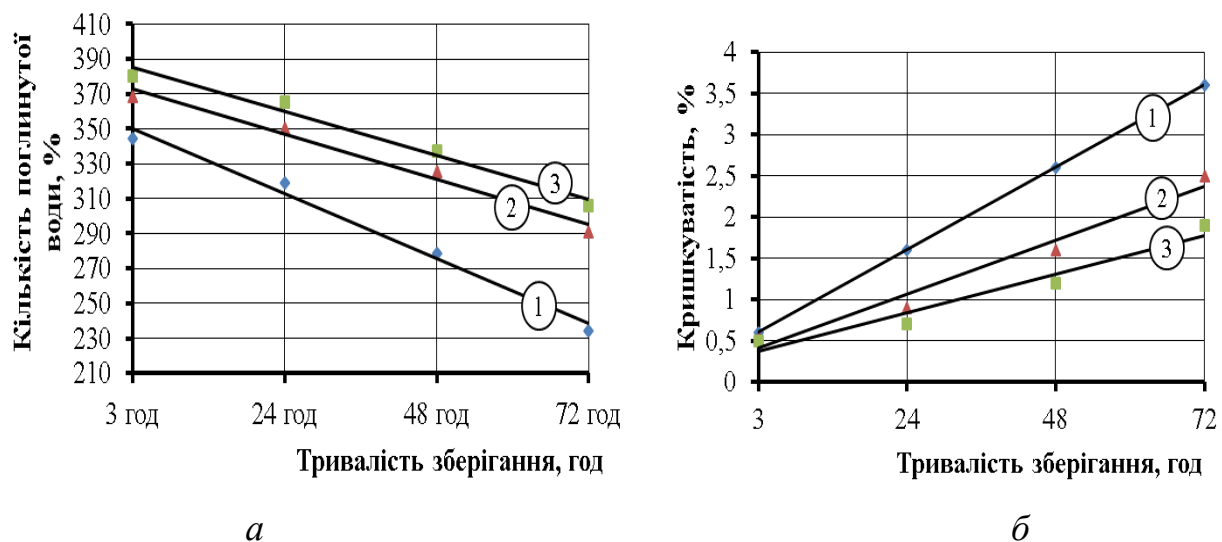 Кількість поглинутої
води, %
410
390
370
350
330
310
290
270
250
230
210
3
2
1
3 год
24 год
48 год
72 год
Тривалість зберігання, год
а
Кришкуватість, %
4
3,5
3
2,5
2
1,5
1
0,5
0
1
2
3
3
24
48
72
Тривалість зберігання, год
б